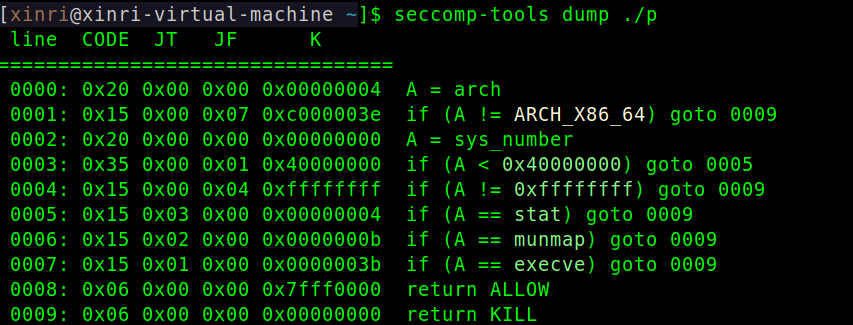 [xinri@xinri-virtual-machine ~]$ seccomp-tools dump ./p
line  CODE  JT   JF      K
=================================
0000: 0x20 0x00 0x00 0x00000004  A = arch
0001: 0x15 0x00 0x07 0xc000003e  if (A != ARCH_X86_64) goto 0009
0002: 0x20 0x00 0x00 0x00000000  A = sys_number
0003: 0x35 0x00 0x01 0x40000000  if (A < 0x40000000) goto 0005
0004: 0x15 0x00 0x04 0xffffffff  if (A != 0xffffffff) goto 0009
0005: 0x15 0x03 0x00 0x00000004  if (A == stat) goto 0009
0006: 0x15 0x02 0x00 0x0000000b  if (A == munmap) goto 0009
0007: 0x15 0x01 0x00 0x0000003b  if (A == execve) goto 0009
0008: 0x06 0x00 0x00 0x7fff0000  return ALLOW
0009: 0x06 0x00 0x00 0x00000000  return KILL